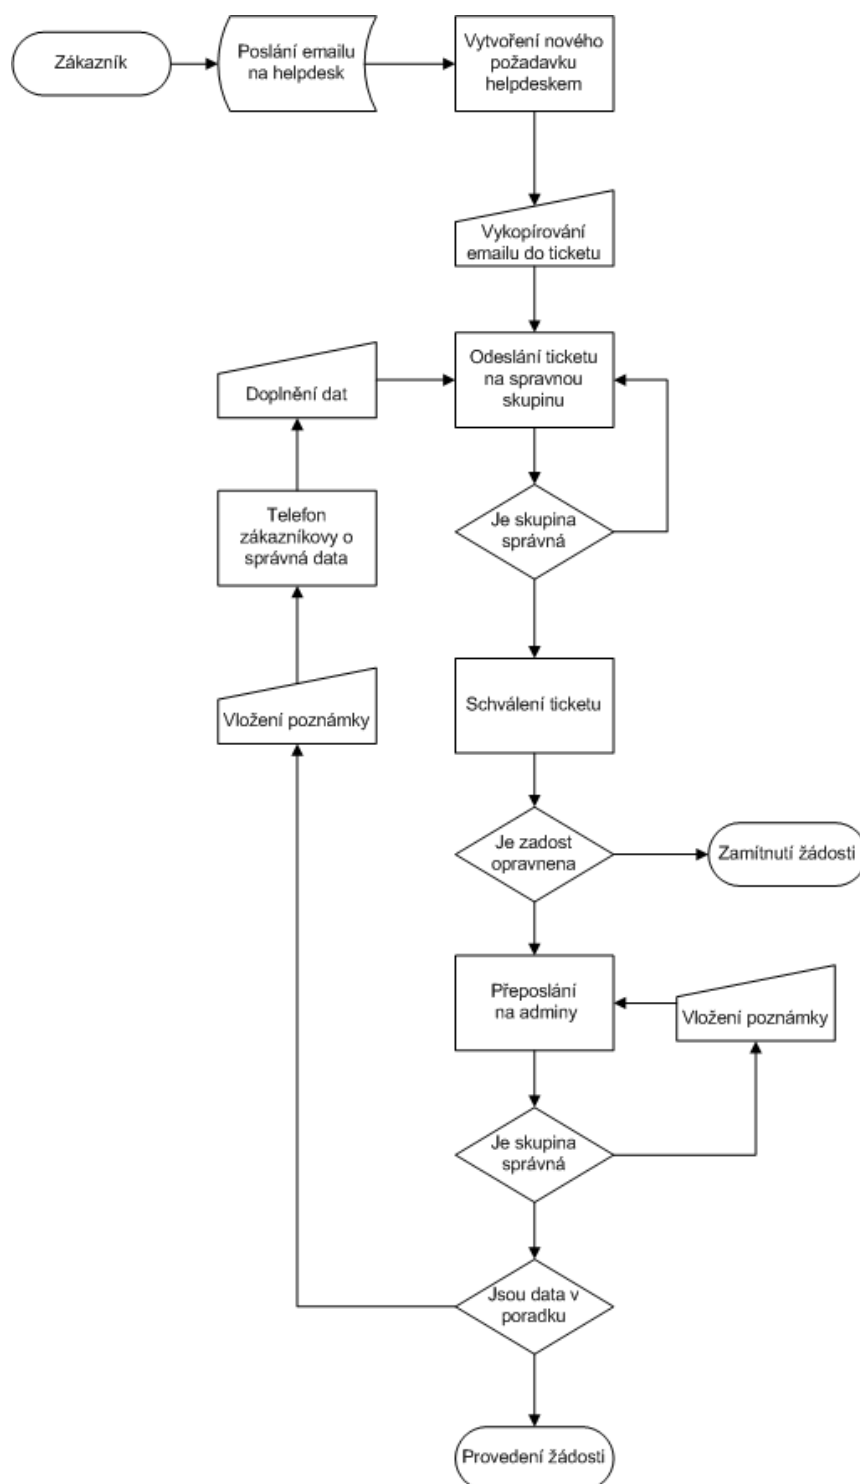 Zákazník
Poslání emailu
na helpdesk
Vytvoření nového
požadavku
helpdeskem
Vykopírování
emailu do ticketu
Odeslání ticketu
na spravnou
skupinu
Doplnění dat
Telefon
zákazníkovy o
správná data
Je skupina
správná
Vložení poznámky
Schválení ticketu
Je zadost
opravnena
Zamítnutí žádosti
Přeposlání
na adminy
Vložení poznámky
Je skupina
správná
Jsou data v
poradku
Provedení žádosti